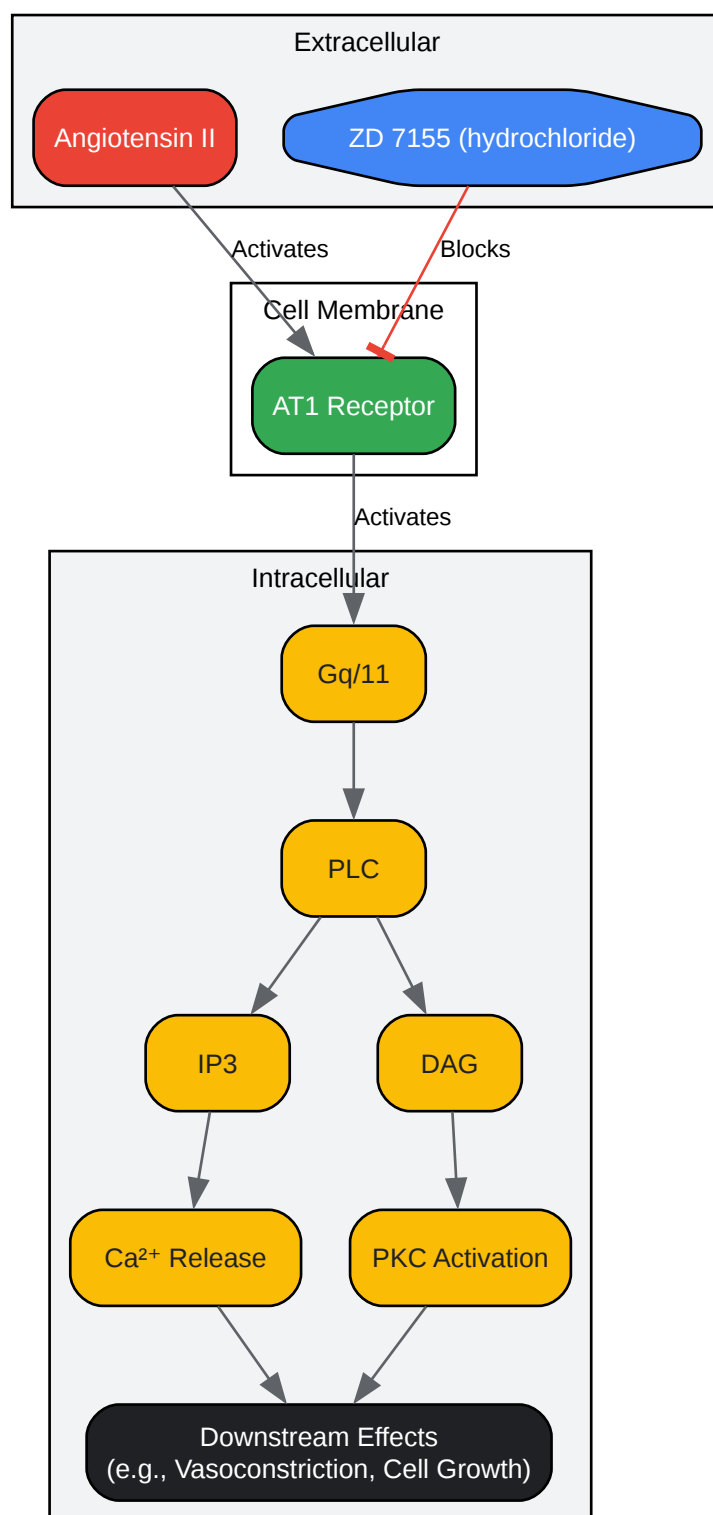 Extracellular
Angiotensin II
ZD 7155 (hydrochloride)
Activates
Blocks
Cell Membrane
AT1 Receptor
Activates
Intracellular
Gq/11
PLC
IP3
DAG
Ca²⁺ Release
PKC Activation
Downstream Effects
(e.g., Vasoconstriction, Cell Growth)